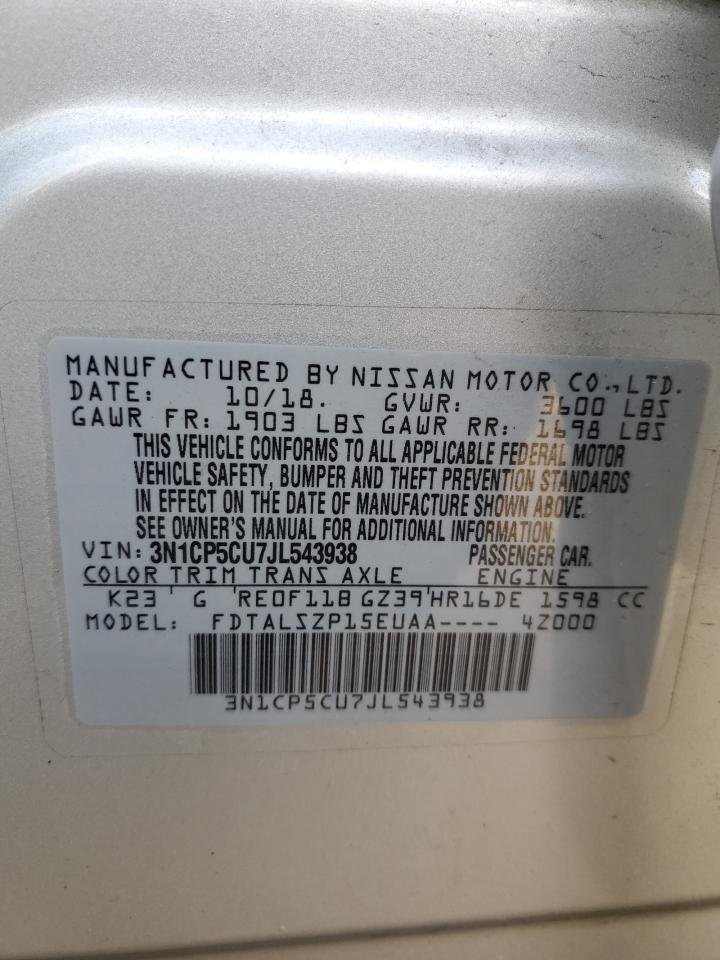 MANUFACTURED BY NISSAN MOTOR CO., LTD.
DATE: 10/18. GVWR: 3600 LBS
GAWR FR: 1903 LBS GAWR RR: 1698 LBS
THIS VEHICLE CONFORMS TO ALL APPLICABLE FEDERAL MOTOR
VEHICLE SAFETY, BUMPER AND THEFT PREVENTION STANDARDS
IN EFFECT ON THE DATE OF MANUFACTURE SHOWN ABOVE.
SEE OWNER'S MANUAL FOR ADDITIONAL INFORMATION.
VIN: 3N1CP5CU7JL543938 PASSENGER CAR.
COLOR TRIM TRANS AXLE ENGINE
K23 G RE0F11B GZ39 HR16DE 1598 CC
MODEL: FDTALSZP15EUAA---- 4Z000
3N1CP5CU7JL543938